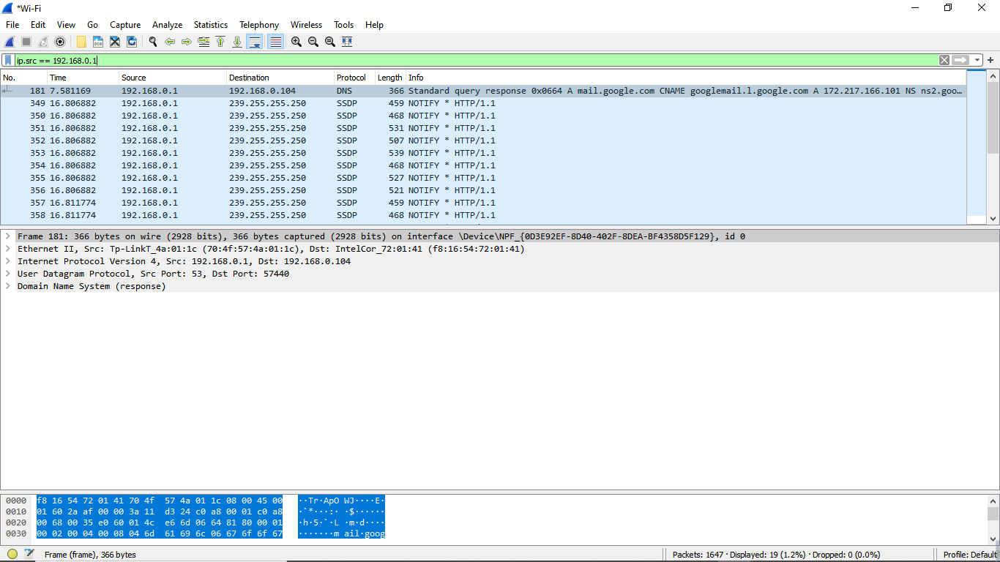 *Wi-Fi
File Edit View Go Capture Analyze Statistics Telephony Wireless Tools Help
ip.src == 192.168.0.1
No. Time Source Destination Protocol Length Info
181 7.581169 192.168.0.1 192.168.0.104 DNS 366 Standard query response 0x0664 A mail.google.com CNAME googlemail.l.google.com A 172.217.166.101 NS ns2.goo…
349 16.806882 192.168.0.1 239.255.255.250 SSDP 459 NOTIFY * HTTP/1.1
350 16.806882 192.168.0.1 239.255.255.250 SSDP 468 NOTIFY * HTTP/1.1
351 16.806882 192.168.0.1 239.255.255.250 SSDP 531 NOTIFY * HTTP/1.1
352 16.806882 192.168.0.1 239.255.255.250 SSDP 507 NOTIFY * HTTP/1.1
353 16.806882 192.168.0.1 239.255.255.250 SSDP 539 NOTIFY * HTTP/1.1
354 16.806882 192.168.0.1 239.255.255.250 SSDP 468 NOTIFY * HTTP/1.1
355 16.806882 192.168.0.1 239.255.255.250 SSDP 527 NOTIFY * HTTP/1.1
356 16.806882 192.168.0.1 239.255.255.250 SSDP 521 NOTIFY * HTTP/1.1
357 16.811774 192.168.0.1 239.255.255.250 SSDP 459 NOTIFY * HTTP/1.1
358 16.811774 192.168.0.1 239.255.255.250 SSDP 468 NOTIFY * HTTP/1.1
Frame 181: 366 bytes on wire (2928 bits), 366 bytes captured (2928 bits) on interface \Device\NPF_{0D3E92EF-8D40-402F-8DEA-BF4358D5F129}, id 0
Ethernet II, Src: Tp-LinkT_4a:01:1c (70:4f:57:4a:01:1c), Dst: IntelCor_72:01:41 (f8:16:54:72:01:41)
Internet Protocol Version 4, Src: 192.168.0.1, Dst: 192.168.0.104
User Datagram Protocol, Src Port: 53, Dst Port: 57440
Domain Name System (response)
0000 f8 16 54 72 01 41 70 4f 57 4a 01 1c 08 00 45 00 ··Tr·ApO WJ····E·
0010 01 60 2a af 00 00 3a 11 d3 24 c0 a8 00 01 c0 a8 ·`*···:· ·$······
0020 00 68 00 35 e0 60 01 4c e6 6d 06 64 81 80 00 01 ·h·5·`·L ·m·d····
0030 00 02 00 04 00 08 04 6d 61 69 6c 06 67 6f 6f 67 ·······m ail·goog
Frame (frame), 366 bytes Packets: 1647 · Displayed: 19 (1.2%) · Dropped: 0 (0.0%) Profile: Default